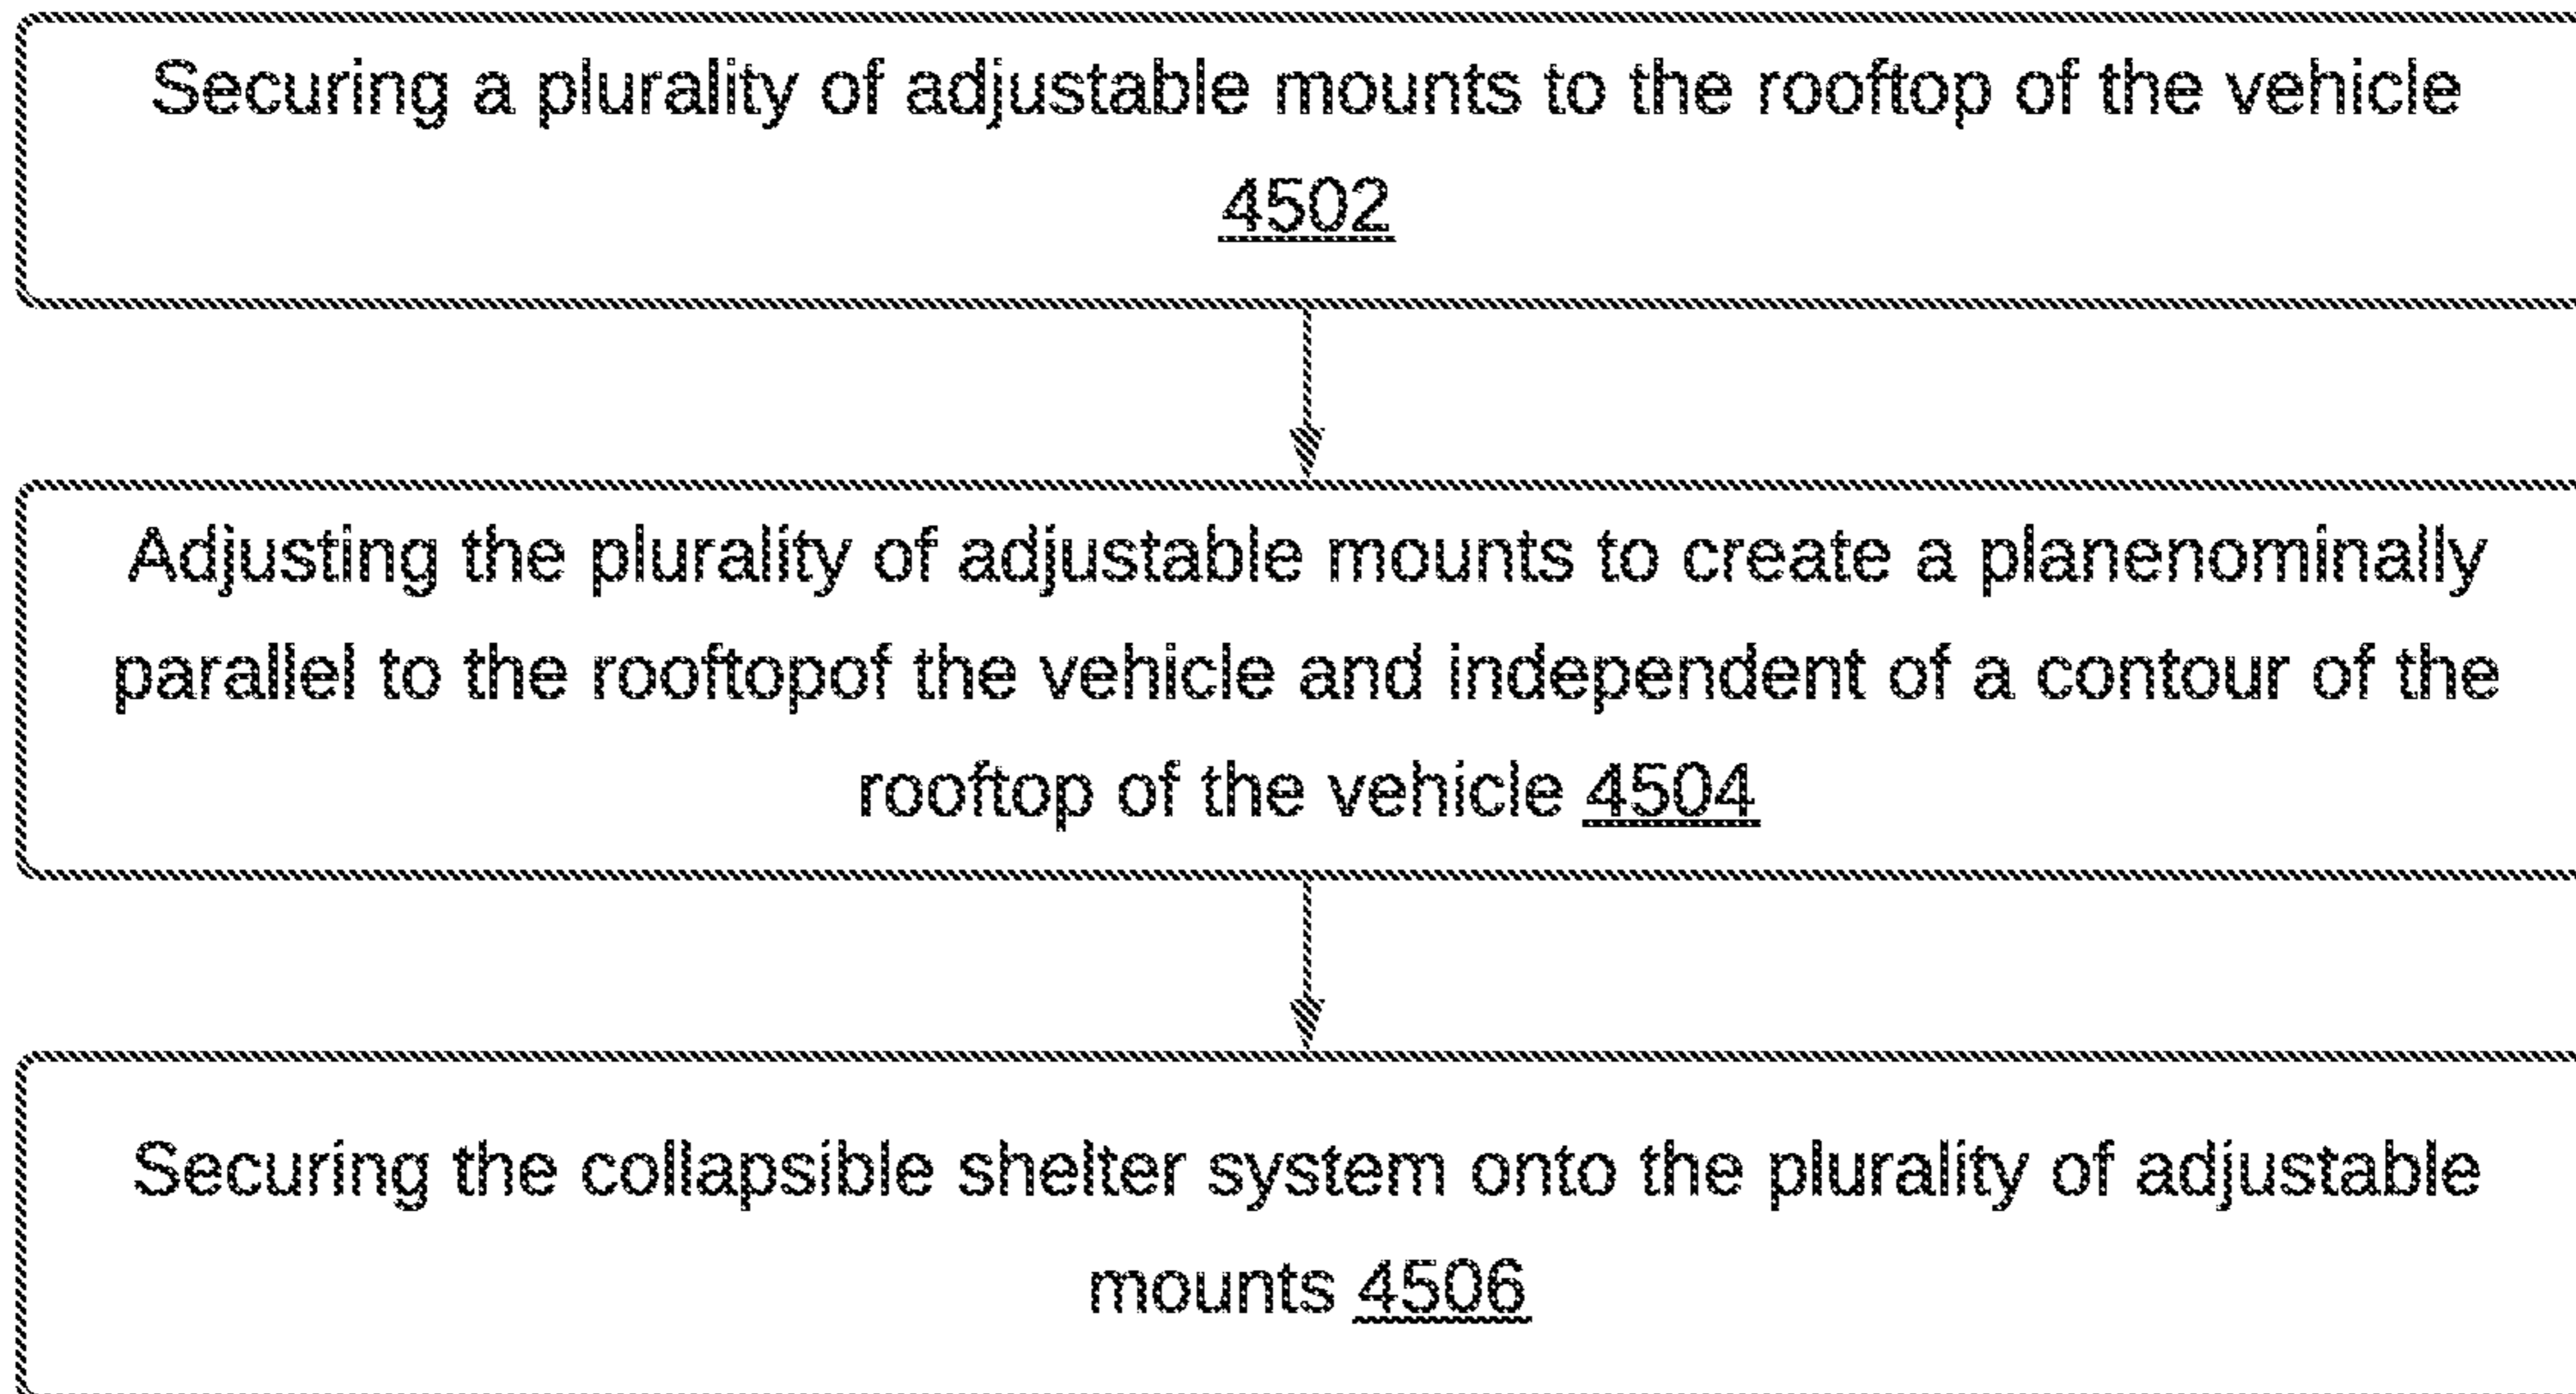 Securing a plurality of adjustable mounts to the rooftop of the vehicle
4502
Adjusting the plurality of adjustable mounts to create a planenominally
parallel to the rooftopof the vehicle and independent of a contour of the
rooftop of the vehicle 4504
Securing the collapsible shelter system onto the plurality of adjustable
mounts 4506